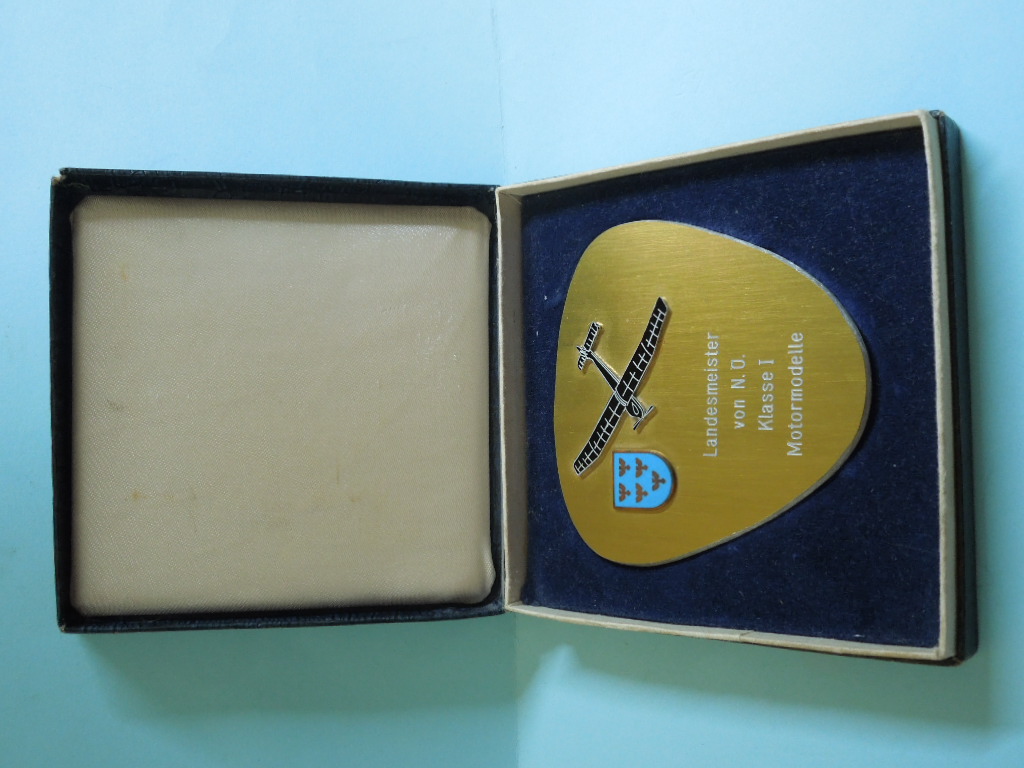 Landesmeister
von N.Ö.
Klasse I
Motormodelle